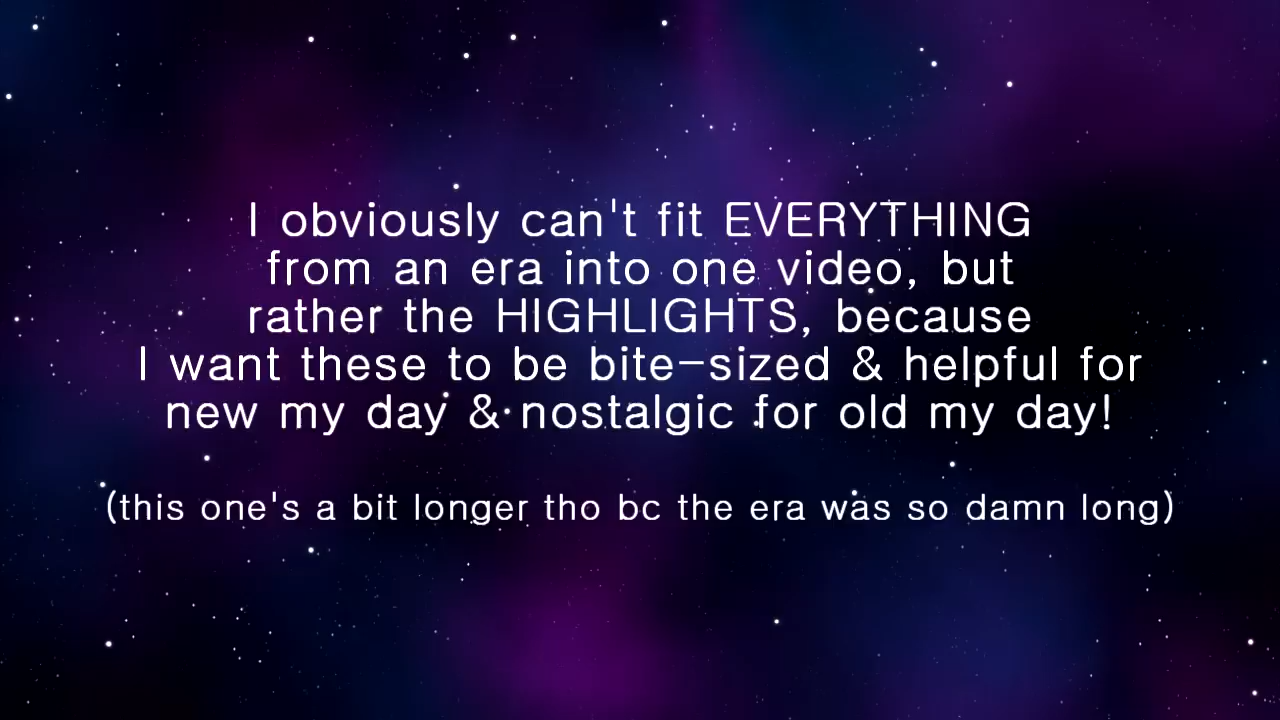 I obviously can't fit EVERYTHING
from an era into one video, but
rather the HIGHLIGHTS, because
I want these to be bite-sized & helpful for
new my day & nostalgic for old my day!
(this one's a bit longer tho bc the era was so damn long)